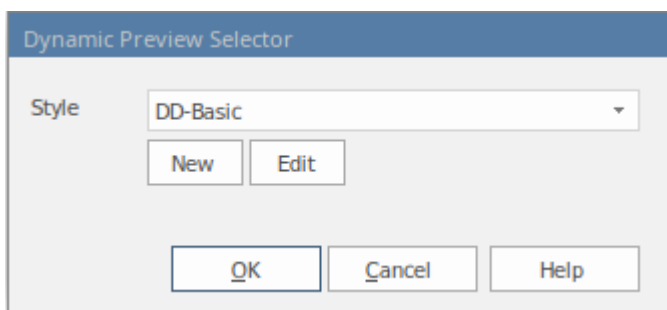 Dynamic Preview Selector
Style DD-Basic
New Edit
OK Cancel Help